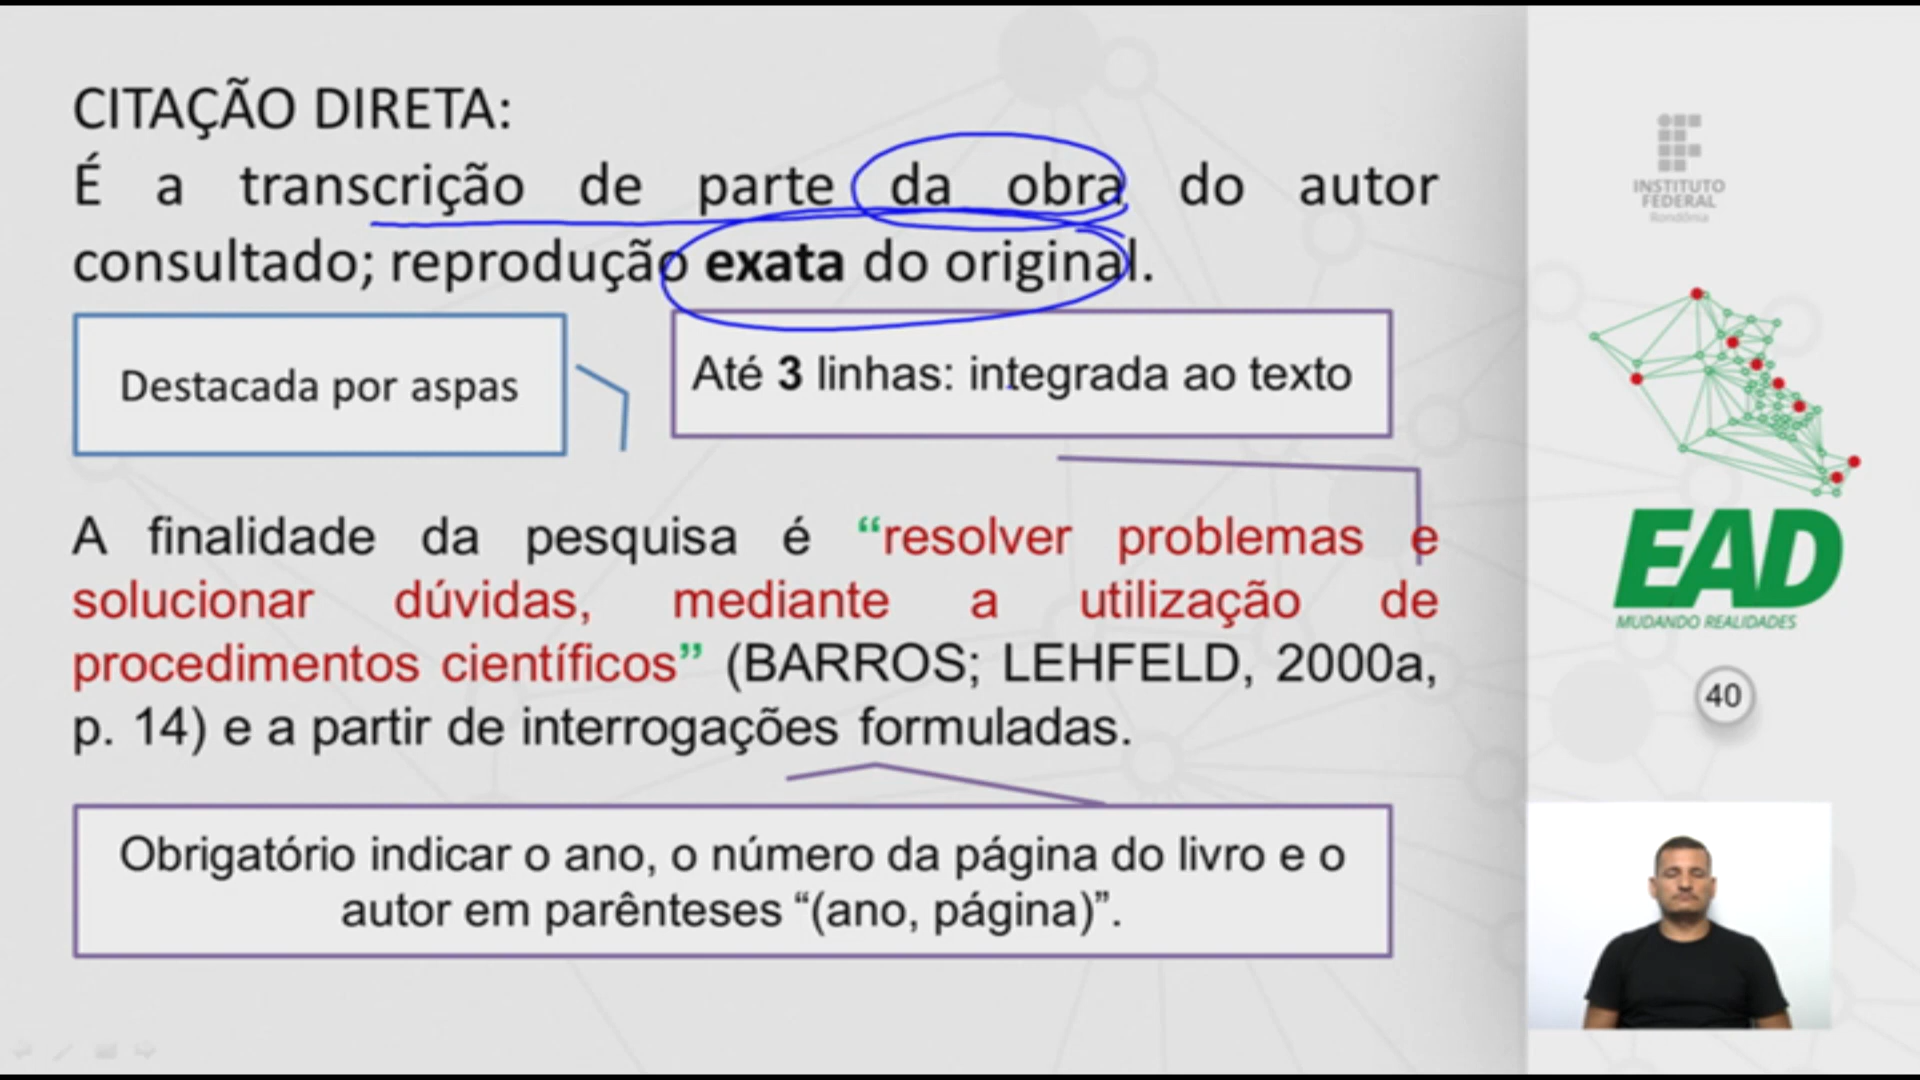 CITAÇÃO DIRETA:
É a transcrição de parte da obra do autor
consultado; reprodução exata do original.
Destacada por aspas
Até 3 linhas: integrada ao texto
A finalidade da pesquisa é “resolver problemas e
solucionar dúvidas, mediante a utilização de
procedimentos científicos” (BARROS; LEHFELD, 2000a,
p. 14) e a partir de interrogações formuladas.
Obrigatório indicar o ano, o número da página do livro e o
autor em parênteses “(ano, página)”.
INSTITUTO
FEDERAL
Rondônia
EAD
MUDANDO REALIDADES
40